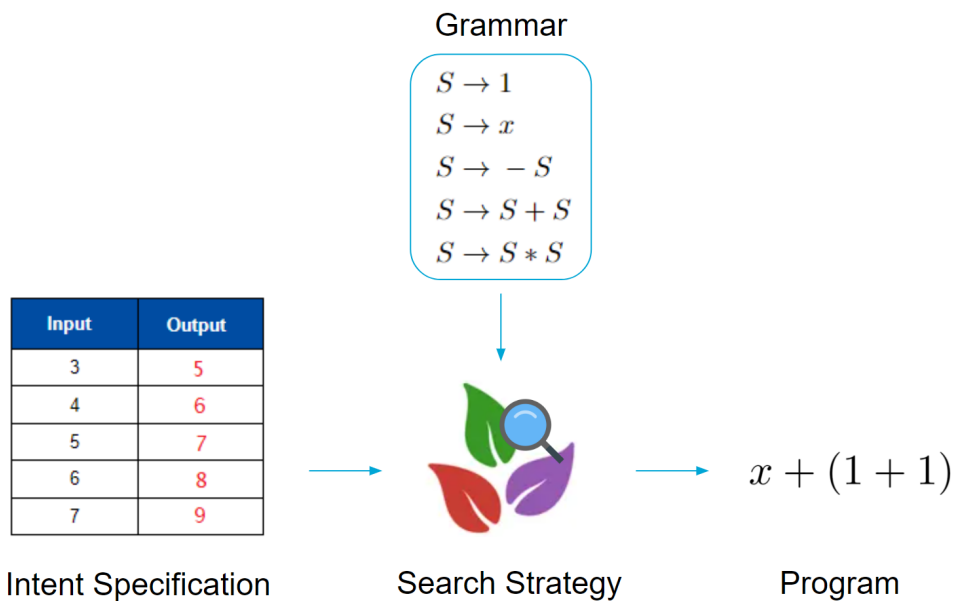 Grammar
S → 1
S → x
S → − S
S → S + S
S → S ∗ S
Input Output
3 5
4 6
5 7
6 8
7 9
x + (1 + 1)
Intent Specification
Search Strategy
Program